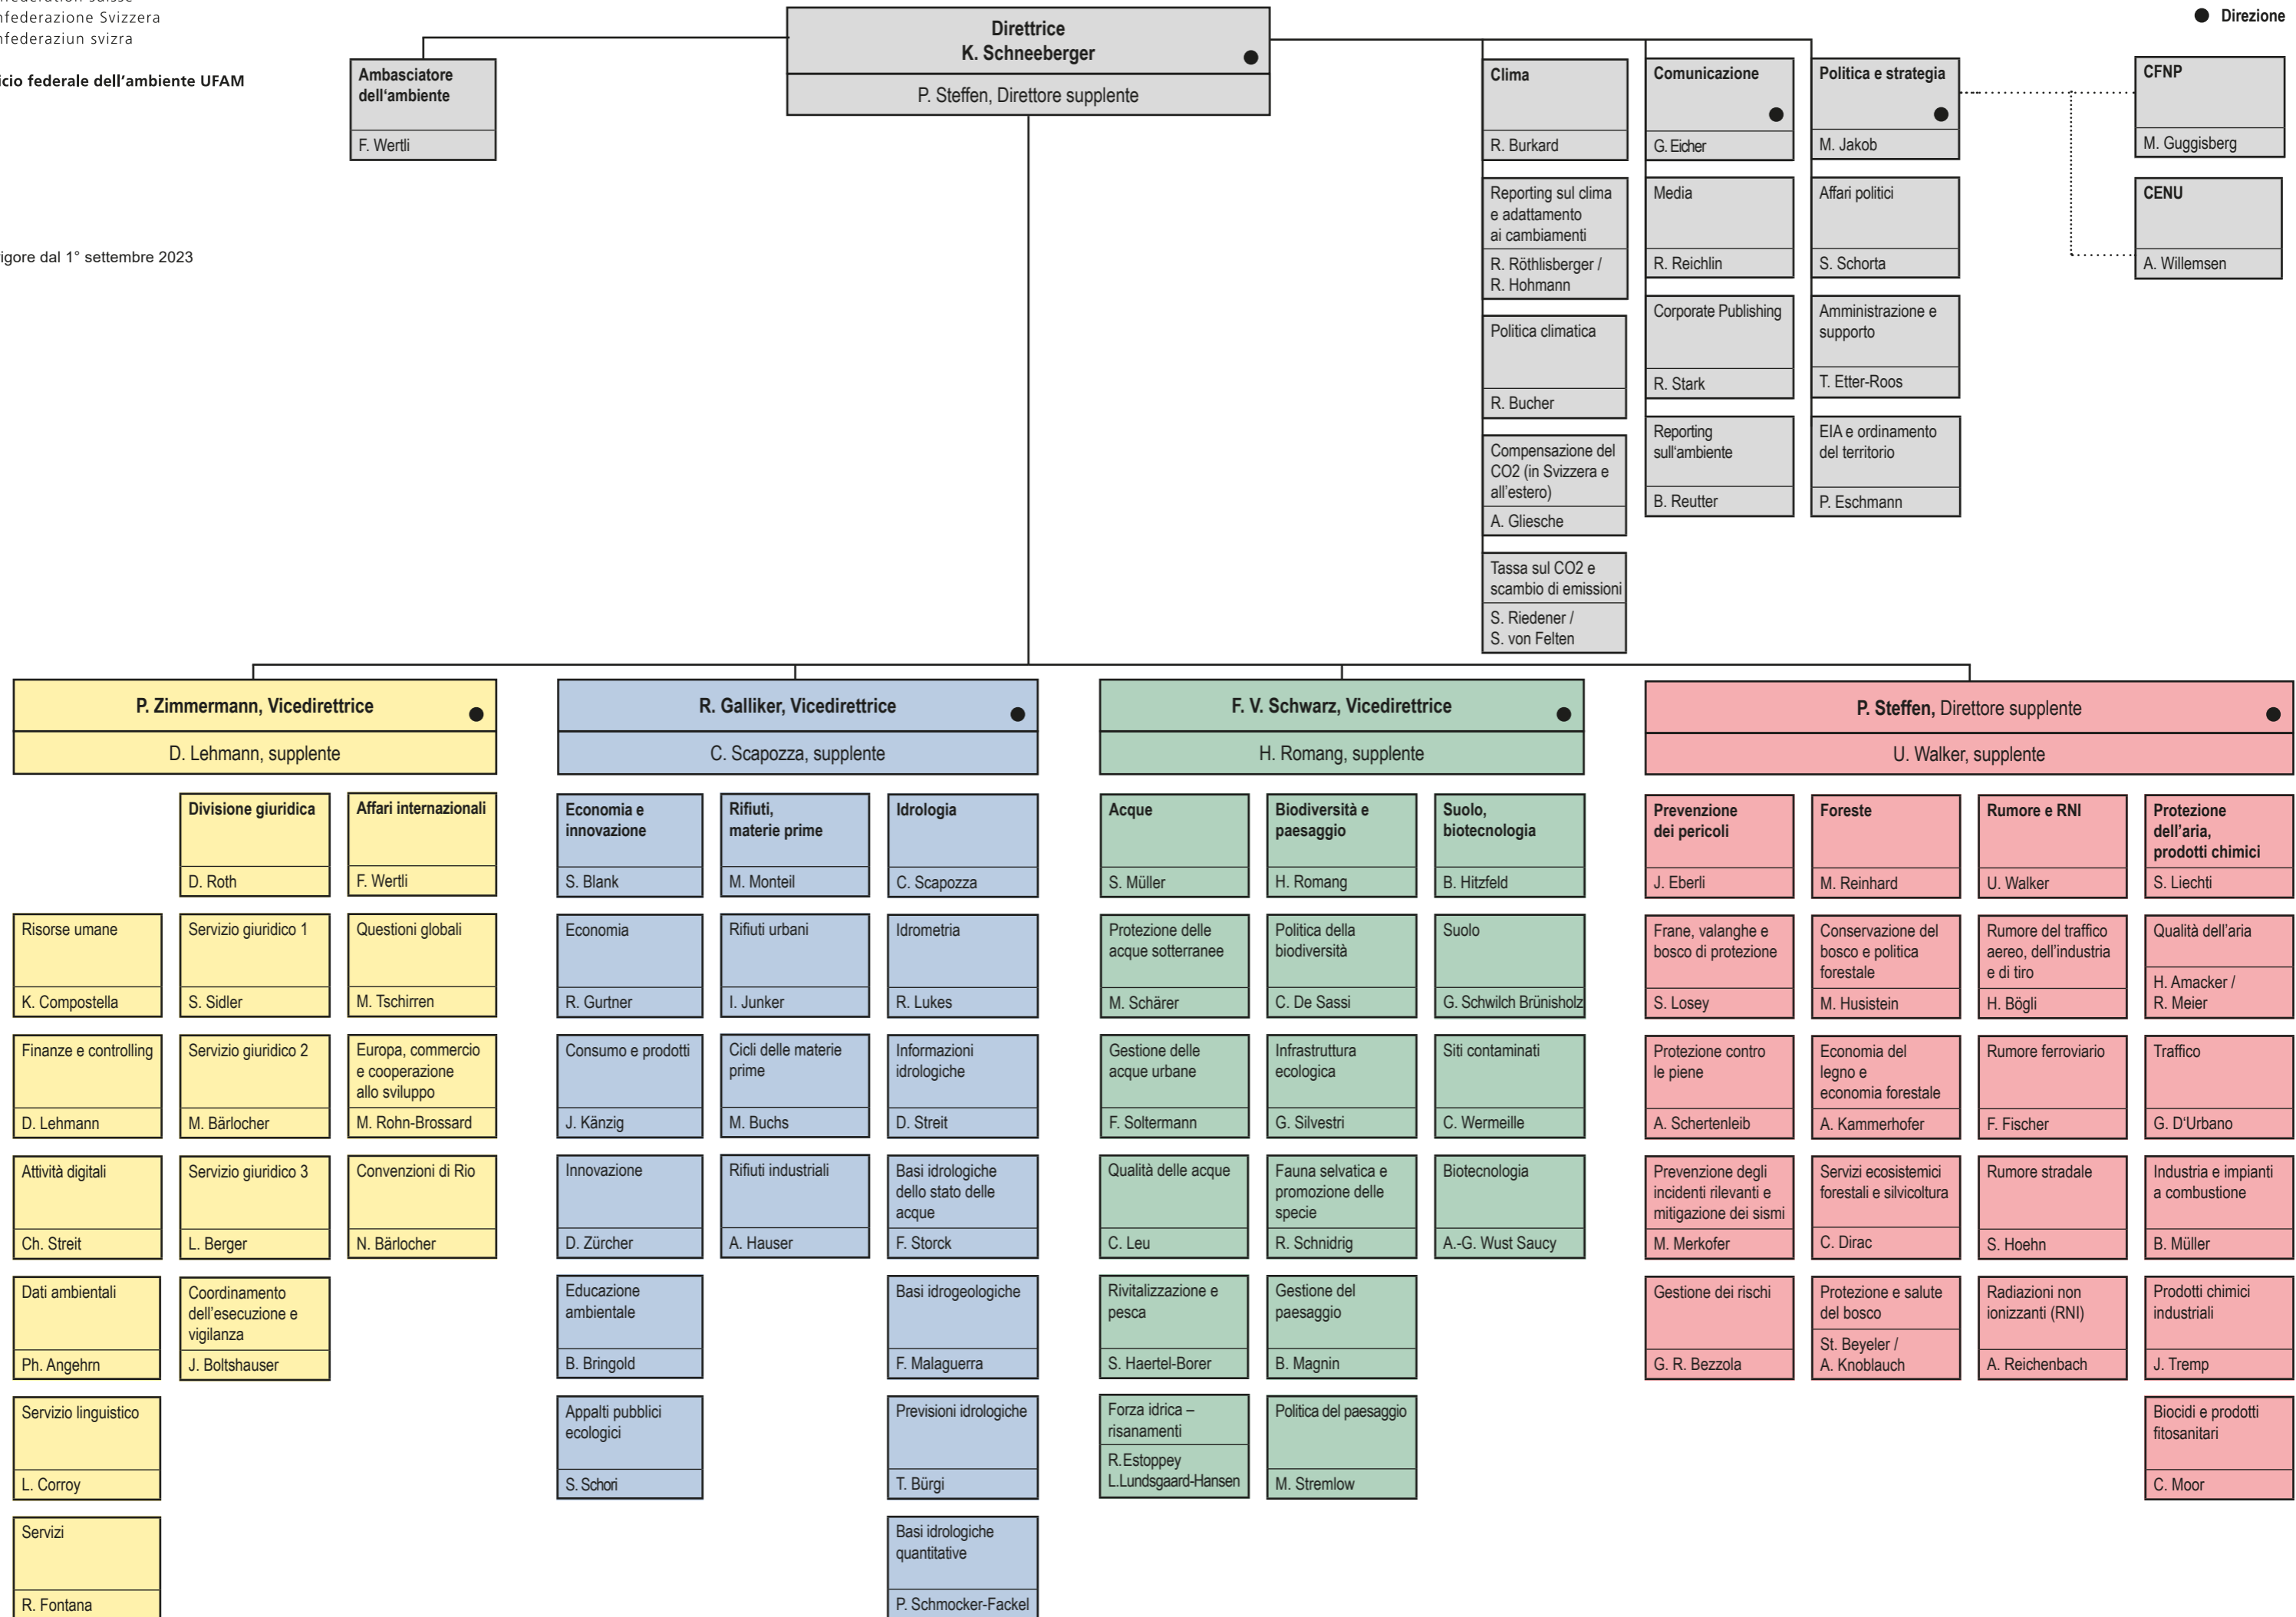 nfederazione Svizzera
nfederaziun svizra
icio federale dell'ambiente UFAM
igore dal 1° settembre 2023
Direzione
Direttrice
K. Schneeberger
P. Steffen, Direttore supplente
Ambasciatore
dell'ambiente
F. Wertli
Clima
R. Burkard
Reporting sul clima
e adattamento
ai cambiamenti
R. Röthlisberger /
R. Hohmann
Politica climatica
R. Bucher
Compensazione del
CO2 (in Svizzera e
all'estero)
A. Gliesche
Tassa sul CO2 e
scambio di emissioni
S. Riedener /
S. von Felten
Comunicazione
G. Eicher
Media
R. Reichlin
Corporate Publishing
R. Stark
Reporting
sull'ambiente
B. Reutter
Politica e strategia
M. Jakob
Affari politici
S. Schorta
Amministrazione e
supporto
T. Etter-Roos
EIA e ordinamento
del territorio
P. Eschmann
CFNP
M. Guggisberg
CENU
A. Willemsen
P. Zimmermann, Vicedirettrice
D. Lehmann, supplente
Risorse umane
K. Compostella
Finanze e controlling
D. Lehmann
Attività digitali
Ch. Streit
Dati ambientali
Ph. Angehrn
Servizio linguistico
L. Corroy
Servizi
R. Fontana
Divisione giuridica
D. Roth
Servizio giuridico 1
S. Sidler
Servizio giuridico 2
M. Bärlocher
Servizio giuridico 3
L. Berger
Coordinamento
dell'esecuzione e
vigilanza
J. Boltshauser
Affari internazionali
F. Wertli
Questioni globali
M. Tschirren
Europa, commercio
e cooperazione
allo sviluppo
M. Rohn-Brossard
Convenzioni di Rio
N. Bärlocher
R. Galliker, Vicedirettrice
C. Scapozza, supplente
Economia e
innovazione
S. Blank
Economia
R. Gurtner
Consumo e prodotti
J. Känzig
Innovazione
D. Zürcher
Educazione
ambientale
B. Bringold
Appalti pubblici
ecologici
S. Schori
Rifiuti,
materie prime
M. Monteil
Rifiuti urbani
I. Junker
Cicli delle materie
prime
M. Buchs
Rifiuti industriali
A. Hauser
Idrologia
C. Scapozza
Idrometria
R. Lukes
Informazioni
idrologiche
D. Streit
Basi idrologiche
dello stato delle
acque
F. Storck
Basi idrogeologiche
F. Malaguerra
Previsioni idrologiche
T. Bürgi
Basi idrologiche
quantitative
P. Schmocker-Fackel
F. V. Schwarz, Vicedirettrice
H. Romang, supplente
Acque
S. Müller
Protezione delle
acque sotterranee
M. Schärer
Gestione delle
acque urbane
F. Soltermann
Qualità delle acque
C. Leu
Rivitalizzazione e
pesca
S. Haertel-Borer
Forza idrica –
risanamenti
R.Estoppey
L.Lundsgaard-Hansen
Biodiversità e
paesaggio
H. Romang
Politica della
biodiversità
C. De Sassi
Infrastruttura
ecologica
G. Silvestri
Fauna selvatica e
promozione delle
specie
R. Schnidrig
Gestione del
paesaggio
B. Magnin
Politica del paesaggio
M. Stremlow
Suolo,
biotecnologia
B. Hitzfeld
Suolo
G. Schwilch Brünisholz
Siti contaminati
C. Wermeille
Biotecnologia
A.-G. Wust Saucy
P. Steffen, Direttore supplente
U. Walker, supplente
Prevenzione
dei pericoli
J. Eberli
Frane, valanghe e
bosco di protezione
S. Losey
Protezione contro
le piene
A. Schertenleib
Prevenzione degli
incidenti rilevanti e
mitigazione dei sismi
M. Merkofer
Gestione dei rischi
G. R. Bezzola
Foreste
M. Reinhard
Conservazione del
bosco e politica
forestale
M. Husistein
Economia del
legno e
economia forestale
A. Kammerhofer
Servizi ecosistemici
forestali e silvicoltura
C. Dirac
Protezione e salute
del bosco
St. Beyeler /
A. Knoblauch
Rumore e RNI
U. Walker
Rumore del traffico
aereo, dell'industria
e di tiro
H. Bögli
Rumore ferroviario
F. Fischer
Rumore stradale
S. Hoehn
Radiazioni non
ionizzanti (RNI)
A. Reichenbach
Protezione
dell'aria,
prodotti chimici
S. Liechti
Qualità dell'aria
H. Amacker /
R. Meier
Traffico
G. D'Urbano
Industria e impianti
a combustione
B. Müller
Prodotti chimici
industriali
J. Tremp
Biocidi e prodotti
fitosanitari
C. Moor